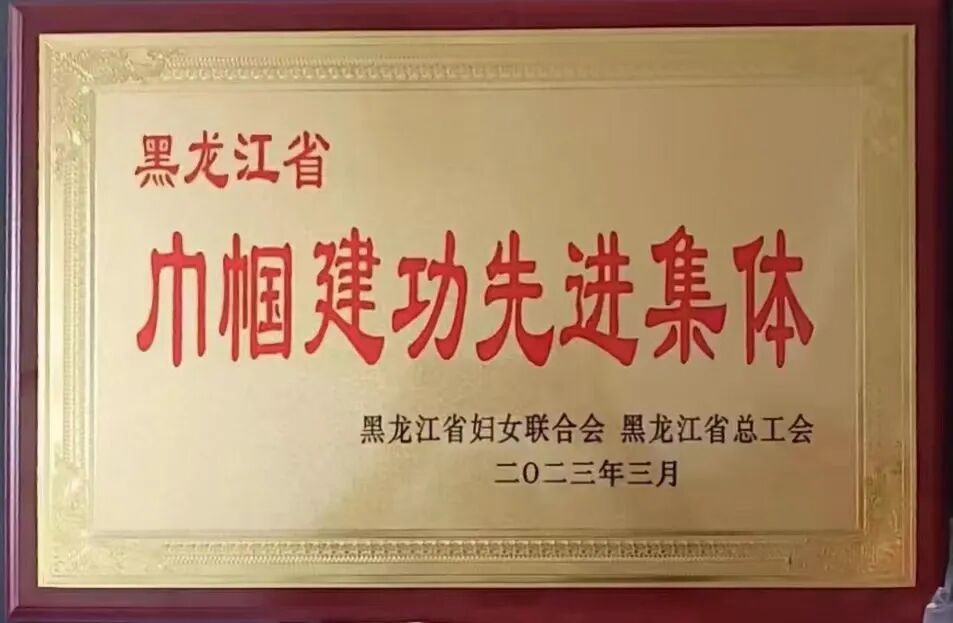 黑龙江省
巾帼建功先进集体
黑龙江省妇女联合会 黑龙江省总工会
二〇二三年三月